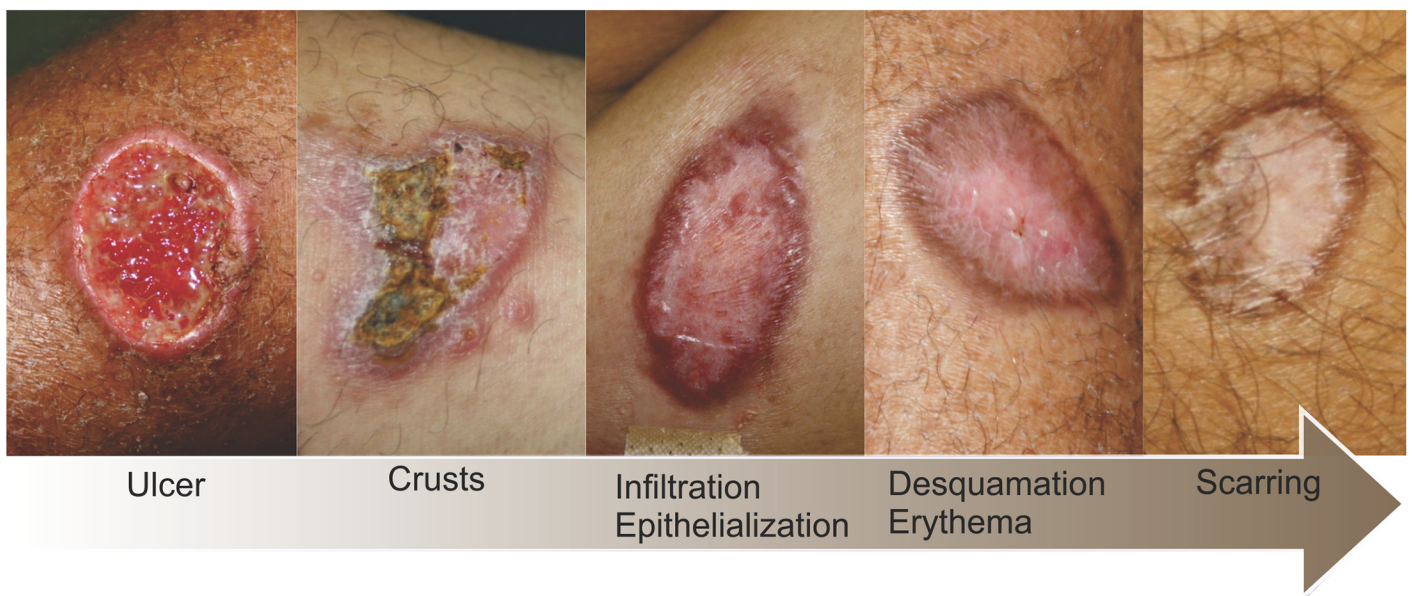 Ulcer
Crusts
Infiltration
Epithelialization
Desquamation
Erythema
Scarring